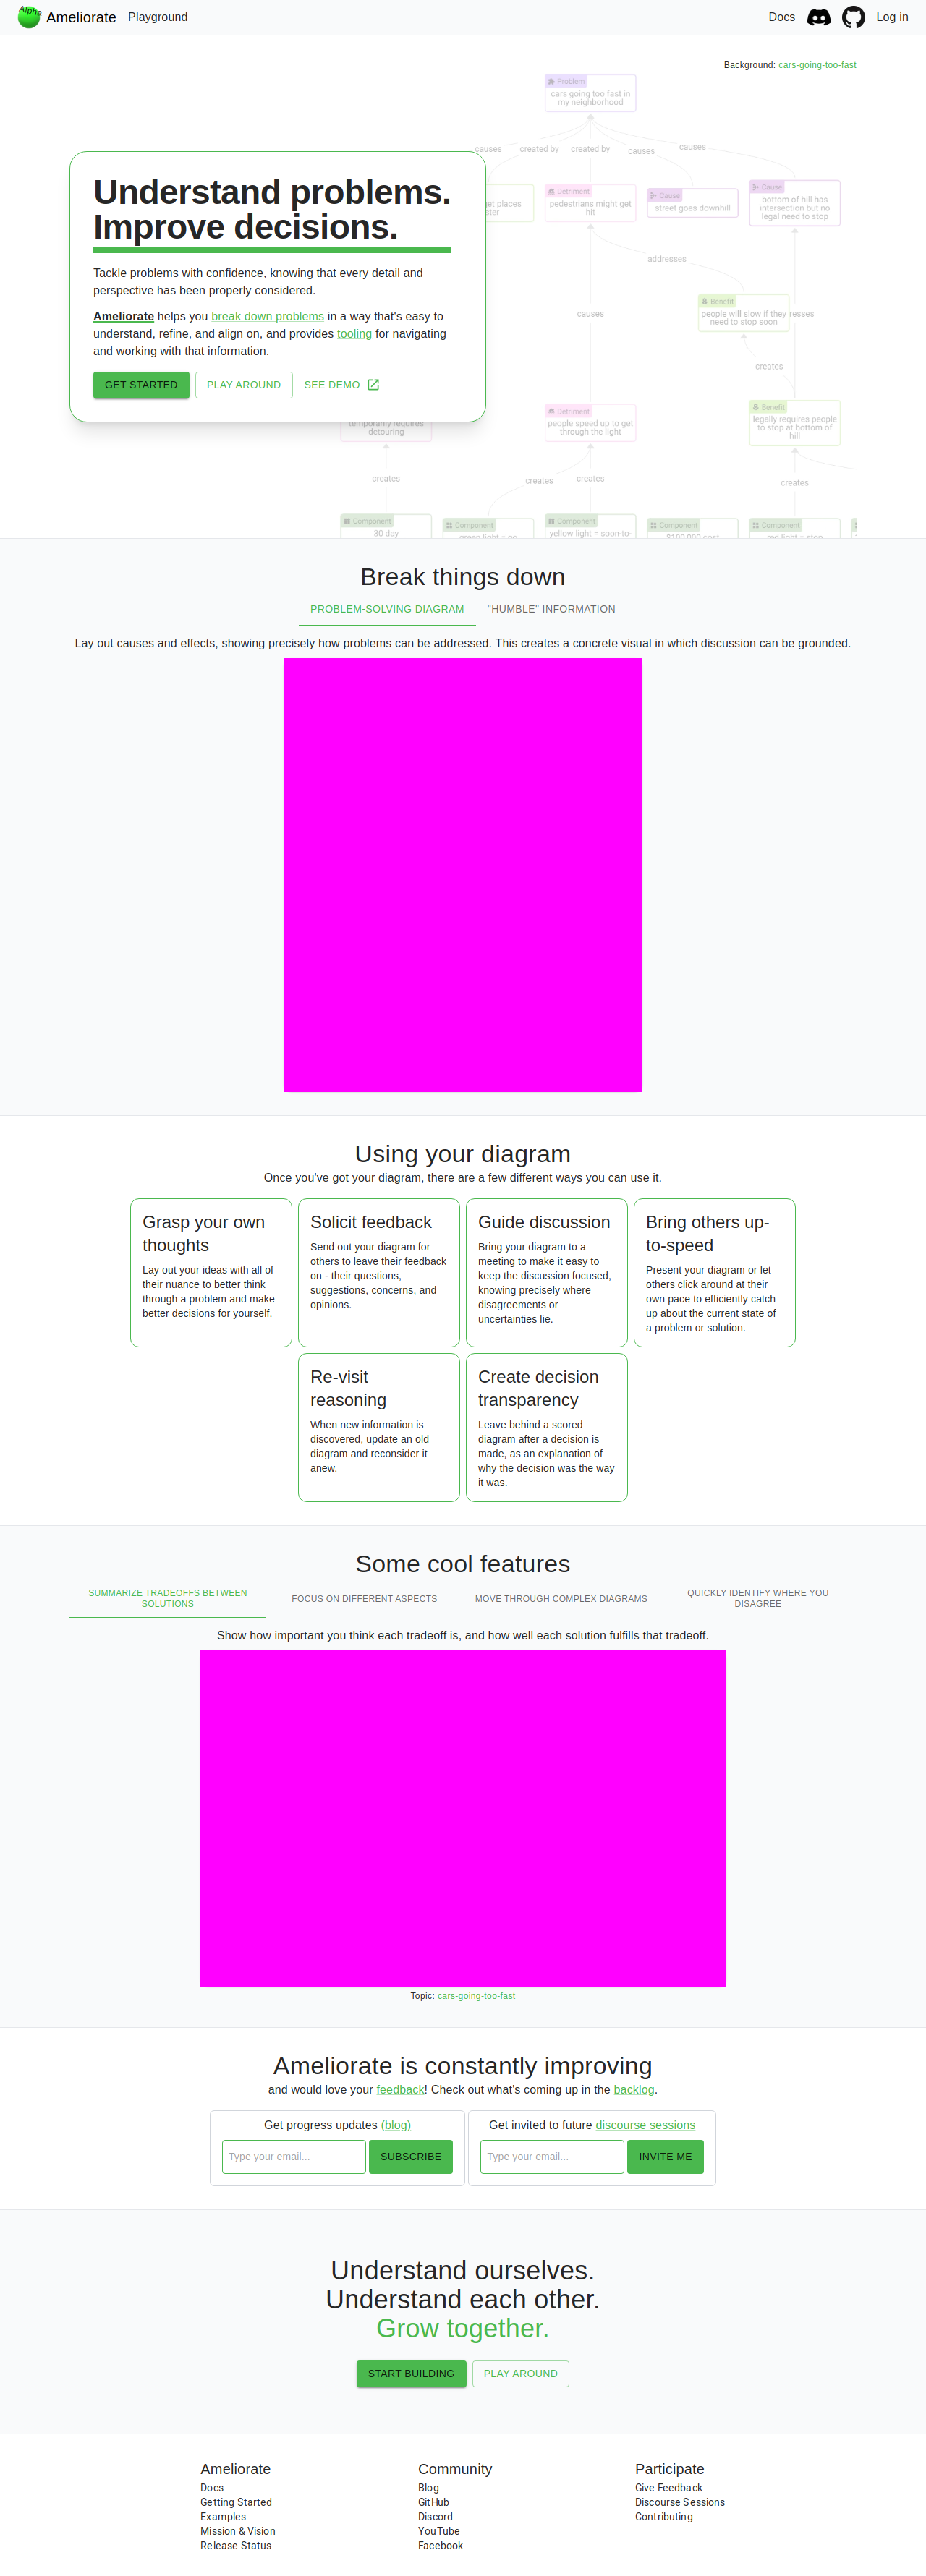 Alpha
Ameliorate
Playground
Docs
Log in
Background: cars-going-too-fast
Problem
cars going too fast in
my neighborhood
causes
created by
created by
causes
causes
get places
Detriment
pedestrians might get
hit
Cause
street goes downhill
Cause
bottom of hill has
intersection but no
legal need to stop
Understand problems.
Improve decisions.
Tackle problems with confidence, knowing that every detail and
perspective has been properly considered.
Ameliorate helps you break down problems in a way that's easy to
understand, refine, and align on, and provides tooling for navigating
and working with that information.
GET STARTED
PLAY AROUND
SEE DEMO
addresses
causes
Benefit
people will slow if they
need to stop soon
creates
Detriment
people speed up to get
through the light
Benefit
legally requires people
to stop at bottom of
hill
temporarily requires
detouring
creates
creates
creates
creates
Component
30 day
Component
green light = go
Component
yellow light = soon-to-
Component
$100,000 cost
Component
red light = stop
Break things down
PROBLEM-SOLVING DIAGRAM
"HUMBLE" INFORMATION
Lay out causes and effects, showing precisely how problems can be addressed. This creates a concrete visual in which discussion can be grounded.
Using your diagram
Once you've got your diagram, there are a few different ways you can use it.
Grasp your own
thoughts
Lay out your ideas with all of
their nuance to better think
through a problem and make
better decisions for yourself.
Solicit feedback
Send out your diagram for
others to leave their feedback
on - their questions,
suggestions, concerns, and
opinions.
Guide discussion
Bring your diagram to a
meeting to make it easy to
keep the discussion focused,
knowing precisely where
disagreements or
uncertainties lie.
Bring others up-
to-speed
Present your diagram or let
others click around at their
own pace to efficiently catch
up about the current state of
a problem or solution.
Re-visit
reasoning
When new information is
discovered, update an old
diagram and reconsider it
anew.
Create decision
transparency
Leave behind a scored
diagram after a decision is
made, as an explanation of
why the decision was the way
it was.
Some cool features
SUMMARIZE TRADEOFFS BETWEEN
SOLUTIONS
FOCUS ON DIFFERENT ASPECTS
MOVE THROUGH COMPLEX DIAGRAMS
QUICKLY IDENTIFY WHERE YOU
DISAGREE
Show how important you think each tradeoff is, and how well each solution fulfills that tradeoff.
Topic: cars-going-too-fast
Ameliorate is constantly improving
and would love your feedback! Check out what's coming up in the backlog.
Get progress updates (blog)
Type your email...
SUBSCRIBE
Get invited to future discourse sessions
Type your email...
INVITE ME
Understand ourselves.
Understand each other.
Grow together.
START BUILDING
PLAY AROUND
Ameliorate
Docs
Getting Started
Examples
Mission & Vision
Release Status
Community
Blog
GitHub
Discord
YouTube
Facebook
Participate
Give Feedback
Discourse Sessions
Contributing